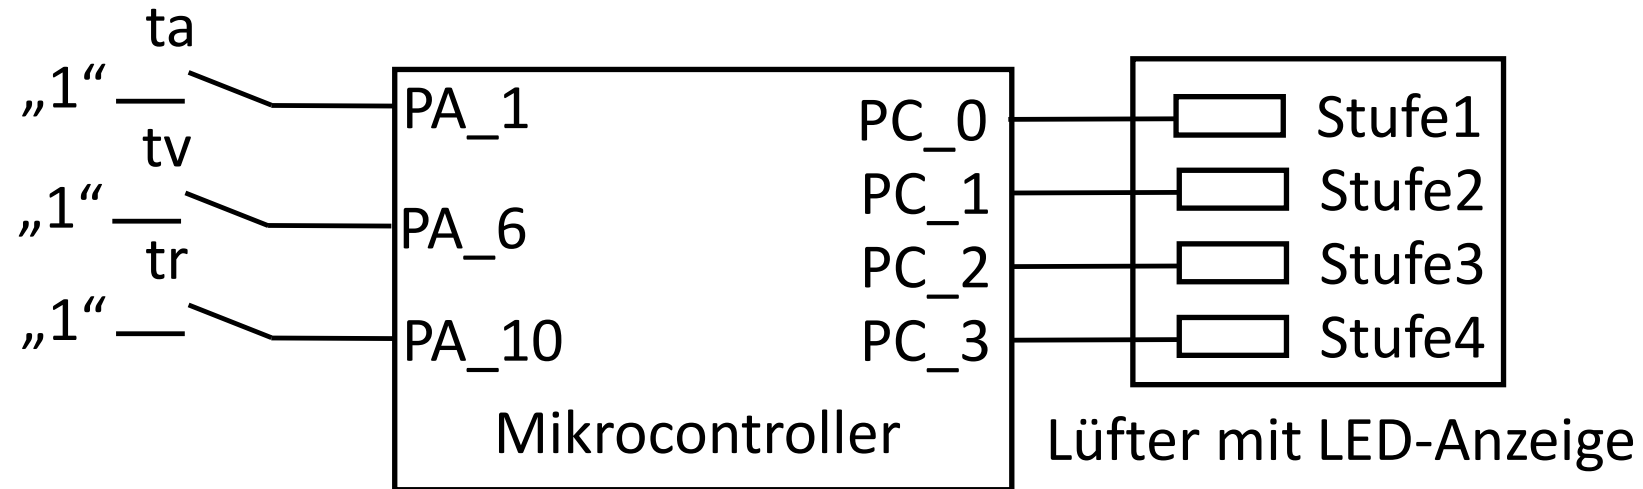 ta
„1“
tv
„1“
tr
„1“
PA_1
PA_6
PA_10
PC_0
PC_1
PC_2
PC_3
Mikrocontroller
Stufe1
Stufe2
Stufe3
Stufe4
Lüfter mit LED-Anzeige